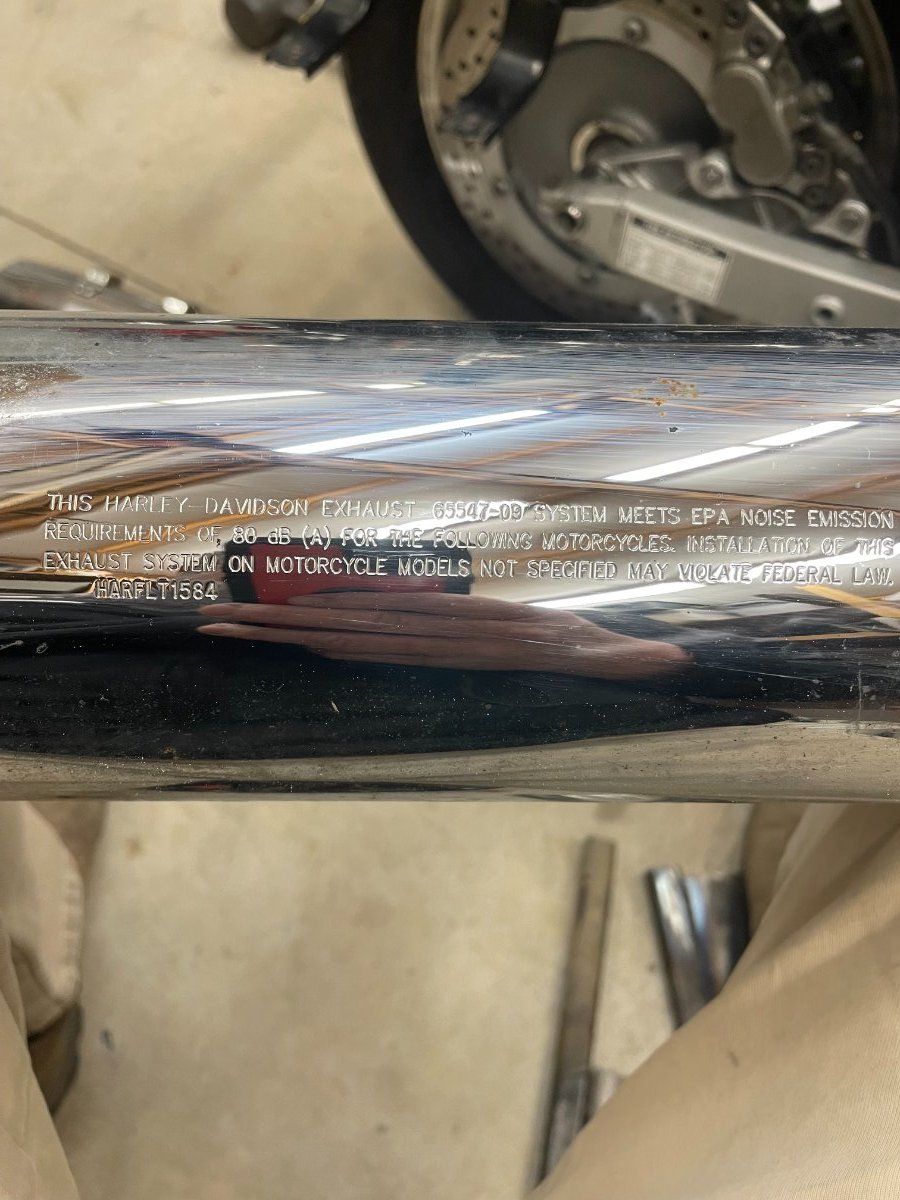 THIS HARLEY-DAVIDSON EXHAUST 65547-09 SYSTEM MEETS EPA NOISE EMISSION
REQUIREMENTS OF 80 dB (A) FOR THE FOLLOWING MOTORCYCLES. INSTALLATION OF THIS
EXHAUST SYSTEM ON MOTORCYCLE MODELS NOT SPECIFIED MAY VIOLATE FEDERAL LAW.
HARFLT1584